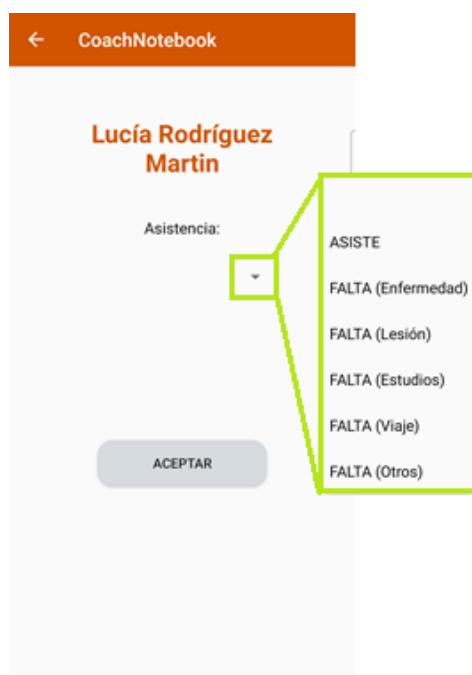 CoachNotebook
Lucía Rodríguez
Martin
Asistencia:
ASISTE
FALTA (Enfermedad)
FALTA (Lesión)
FALTA (Estudios)
FALTA (Viaje)
FALTA (Otros)
ACEPTAR